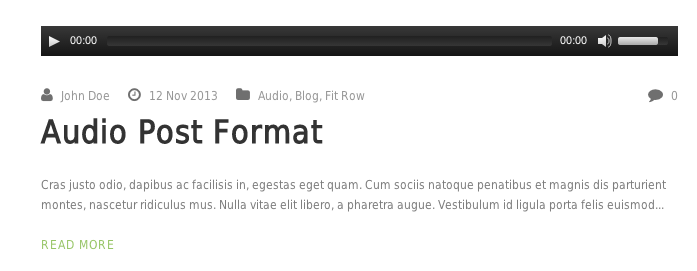 00:00 00:00
John Doe 12 Nov 2013 Audio, Blog, Fit Row 0
Audio Post Format
Cras justo odio, dapibus ac facilisis in, egestas eget quam. Cum sociis natoque penatibus et magnis dis parturient
montes, nascetur ridiculus mus. Nulla vitae elit libero, a pharetra augue. Vestibulum id ligula porta felis euismod...
READ MORE